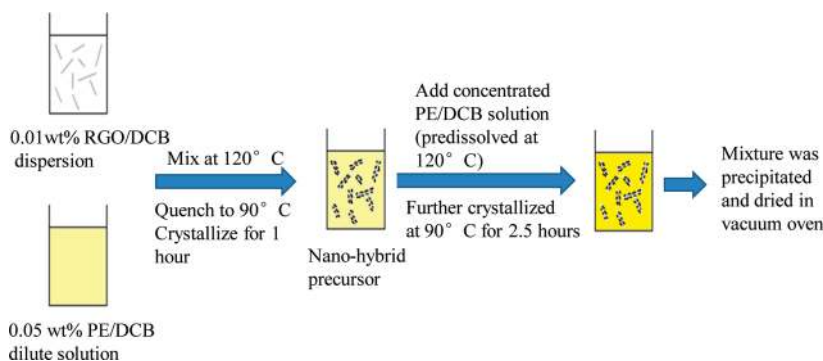 0.01wt% RGO/DCB
dispersion
0.05 wt% PE/DCB
dilute solution
Mix at 120° C
Quench to 90° C
Crystallize for 1
hour
Nano-hybrid
precursor
Add concentrated
PE/DCB solution
(predissolved at
120° C)
Further crystallized
at 90° C for 2.5 hours
Mixture was
precipitated
and dried in
vacuum oven